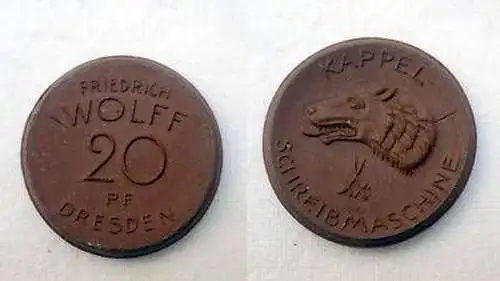 FRIEDRICH
WOLFF
20
PF
DRESDEN
KAPPEL
SCHREIBMASCHINE